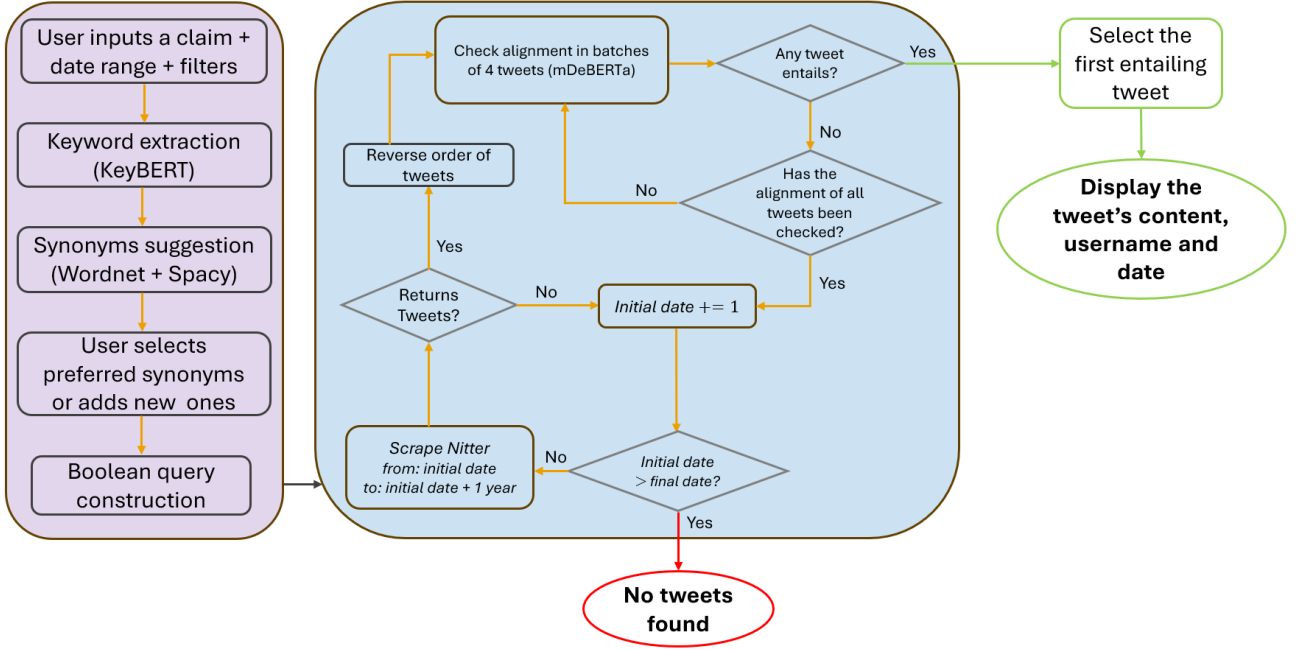 User inputs a claim +
date range + filters
Keyword extraction
(KeyBERT)
Synonyms suggestion
(Wordnet + Spacy)
User selects
preferred synonyms
or adds new ones
Boolean query
construction
Check alignment in batches
of 4 tweets (mDeBERTa)
Any tweet
entails?
Yes
No
Reverse order of
tweets
Has the
alignment of all
tweets been
checked?
No
Yes
Yes
Returns
Tweets?
No
Initial date += 1
Scrape Nitter
from: initial date
to: initial date + 1 year
No
Initial date
> final date?
Yes
No tweets
found
Select the
first entailing
tweet
Display the
tweet’s content,
username and
date